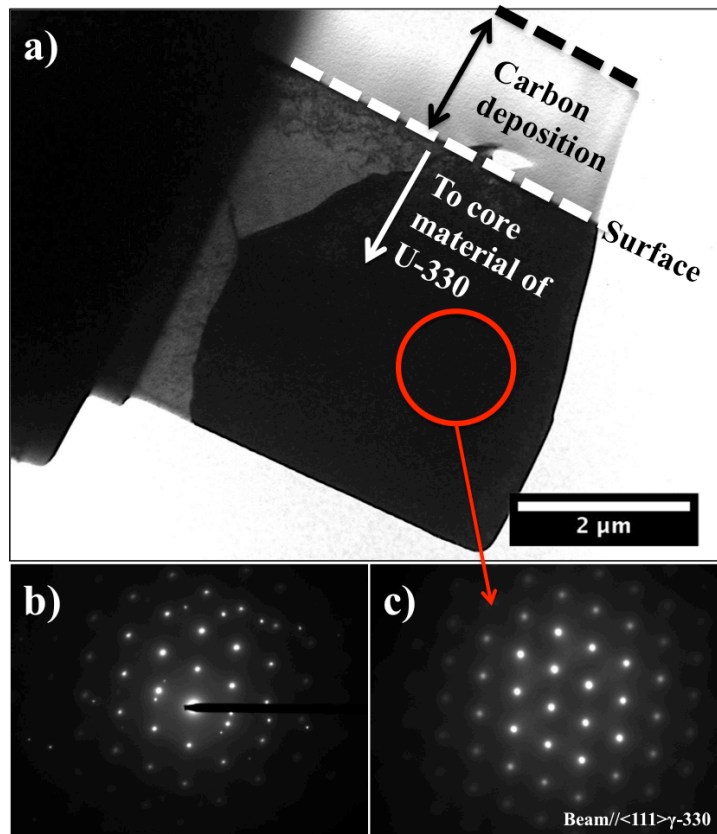 a)
Carbon
deposition
To core
material of
U-330
Surface
2 μm
b)
c)
Beam//<111>γ-330